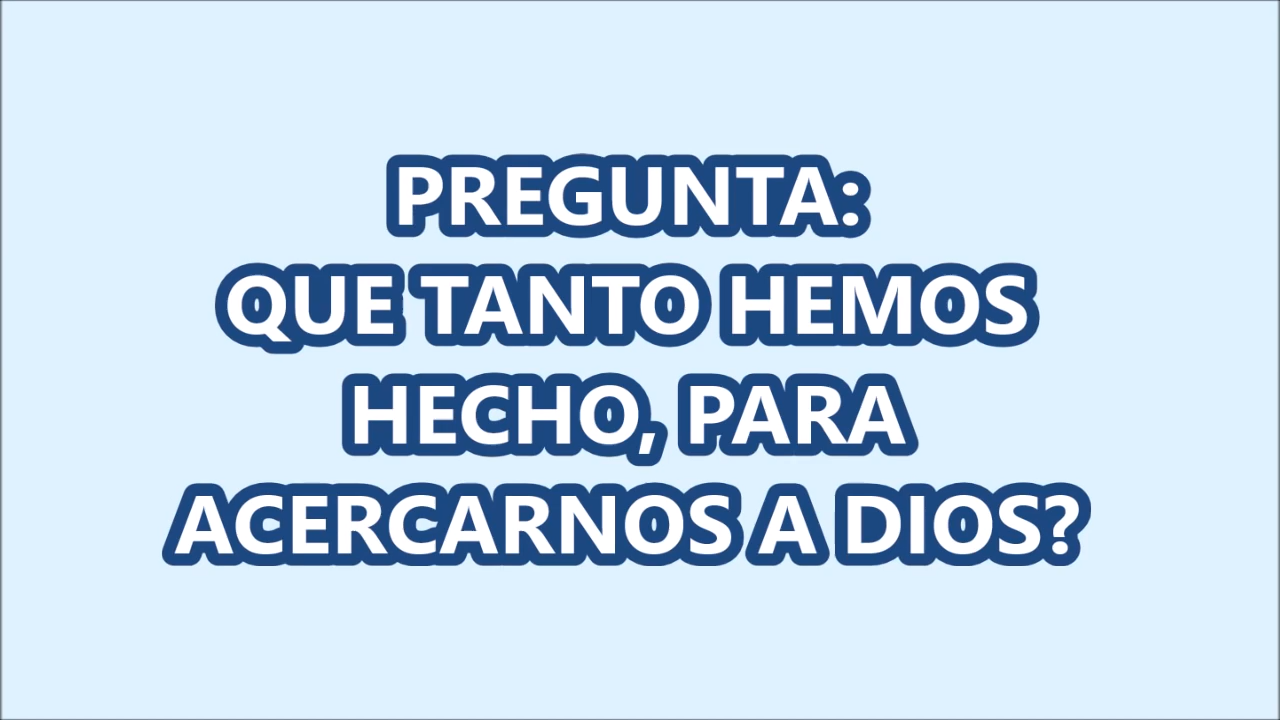 PREGUNTA:
QUE TANTO HEMOS
HECHO, PARA
ACERCARNOS A DIOS?